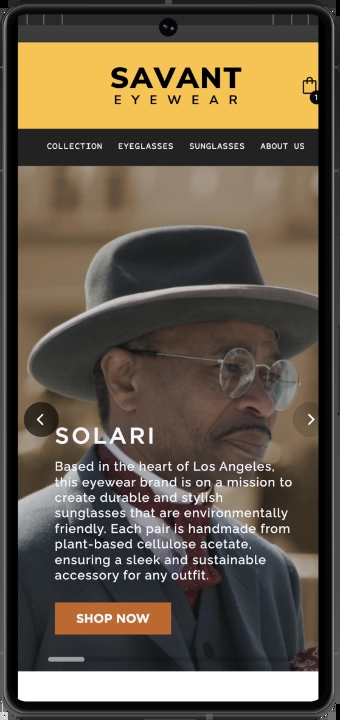 SAVANT
EYEWEAR
1
COLLECTION EYEGLASSES SUNGLASSES ABOUT US
SOLARI
Based in the heart of Los Angeles,
this eyewear brand is on a mission to
create durable and stylish
sunglasses that are environmentally
friendly. Each pair is handmade from
plant-based cellulose acetate,
ensuring a sleek and sustainable
accessory for any outfit.
SHOP NOW